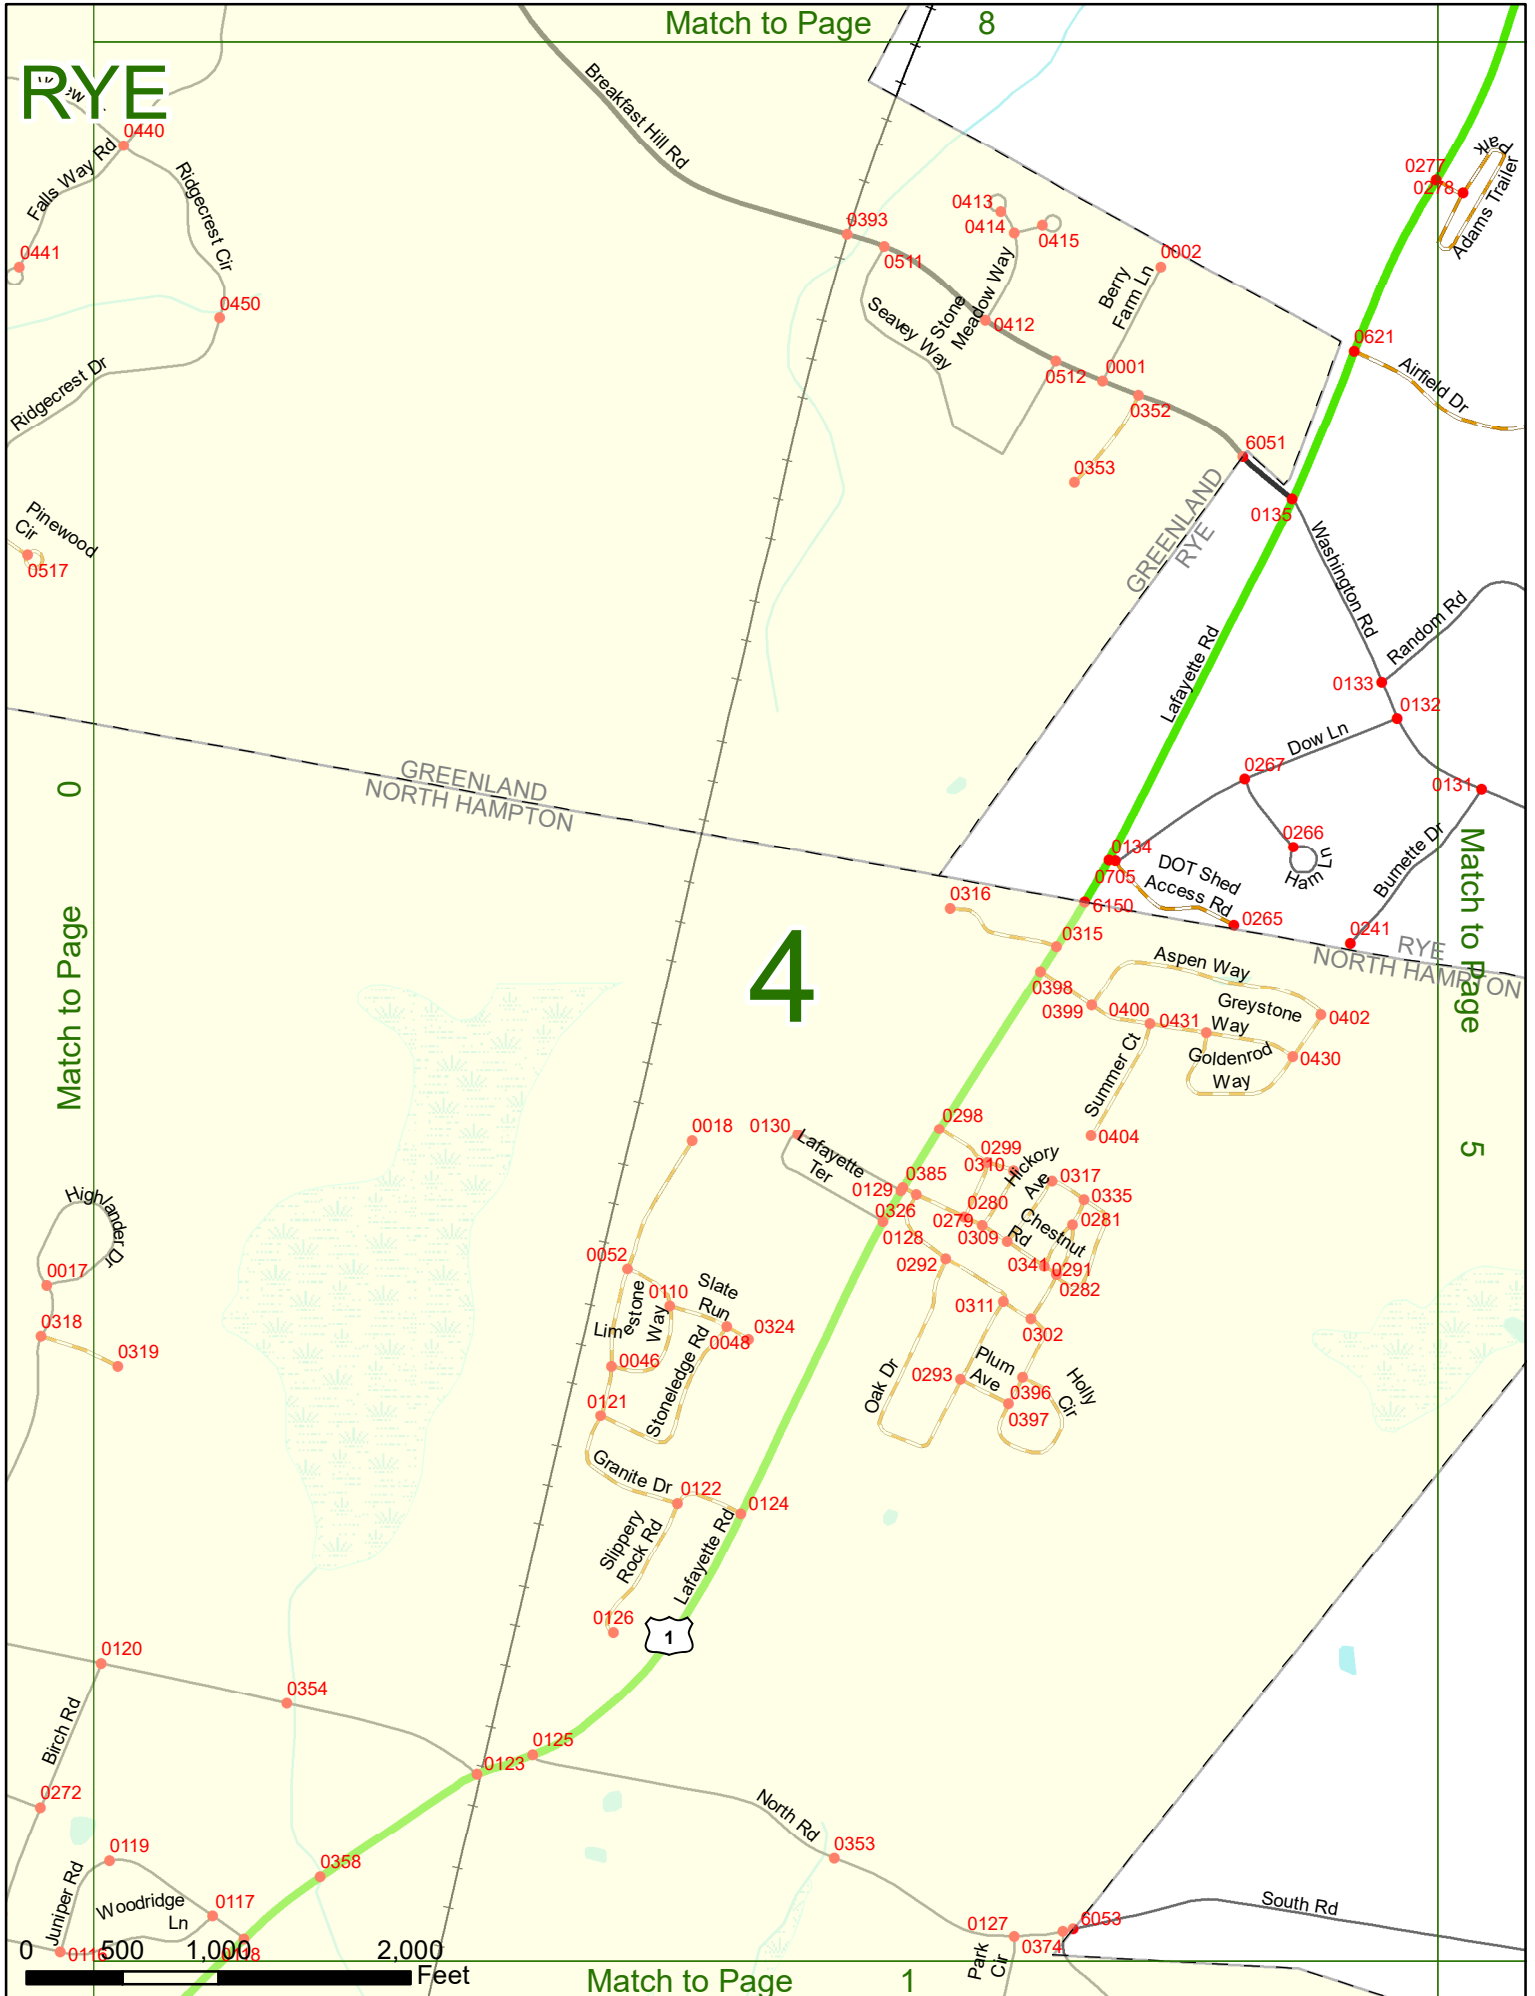 Match to Page 8
RYE
0440
Falls Way Rd
Ridgecrest Cir
0441
0450
Ridgecrest Dr
Pinewood
Cir
0517
Breakfast Hill Rd
0393
0511
0413
0414
0415
0002
Stone
Meadow Way
Seavey Way
Berry
Farm Ln
0412
0512
0001
0352
0353
6051
0135
0277
0278
Adams Trailer
Park
0621
Airfield Dr
GREENLAND
RYE
Washington Rd
Random Rd
Lafayette Rd
0133
0132
Dow Ln
0267
0131
0266
Ham Ln
Burnette Dr
0134
0705
DOT Shed
Access Rd
6150
0265
0241
RYE
NORTH HAMPTON
GREENLAND
NORTH HAMPTON
Match to Page 0
Match to Page 5
4
0316
0315
0398
0399
Aspen Way
0400
0431
Greystone
Way
0402
Goldenrod
Way
0430
Summer Ct
0404
0298
0299
0310
Hickory
Ave
0317
0335
0018
0130
Lafayette
Ter
0385
0129
0326
0128
0280
0279
0309
Chestnut
Rd
0281
0341
0291
0282
0292
0311
0302
Oak Dr
0293
Plum
Ave
0396
0397
Holly
Cir
0052
0110
Slate
Run
0324
0048
Limestone
Way
0046
Stoneledge Rd
0121
Granite Dr
0122
0124
Slippery
Rock Rd
Lafayette Rd
0126
1
Highlander Dr
0017
0318
0319
0120
0354
Birch Rd
0272
0125
0123
0119
Juniper Rd
Woodridge
Ln
0117
0358
0116
0118
North Rd
0353
0127
0374
6053
South Rd
Park
Cir
0 500 1,000 2,000
Feet
Match to Page 1